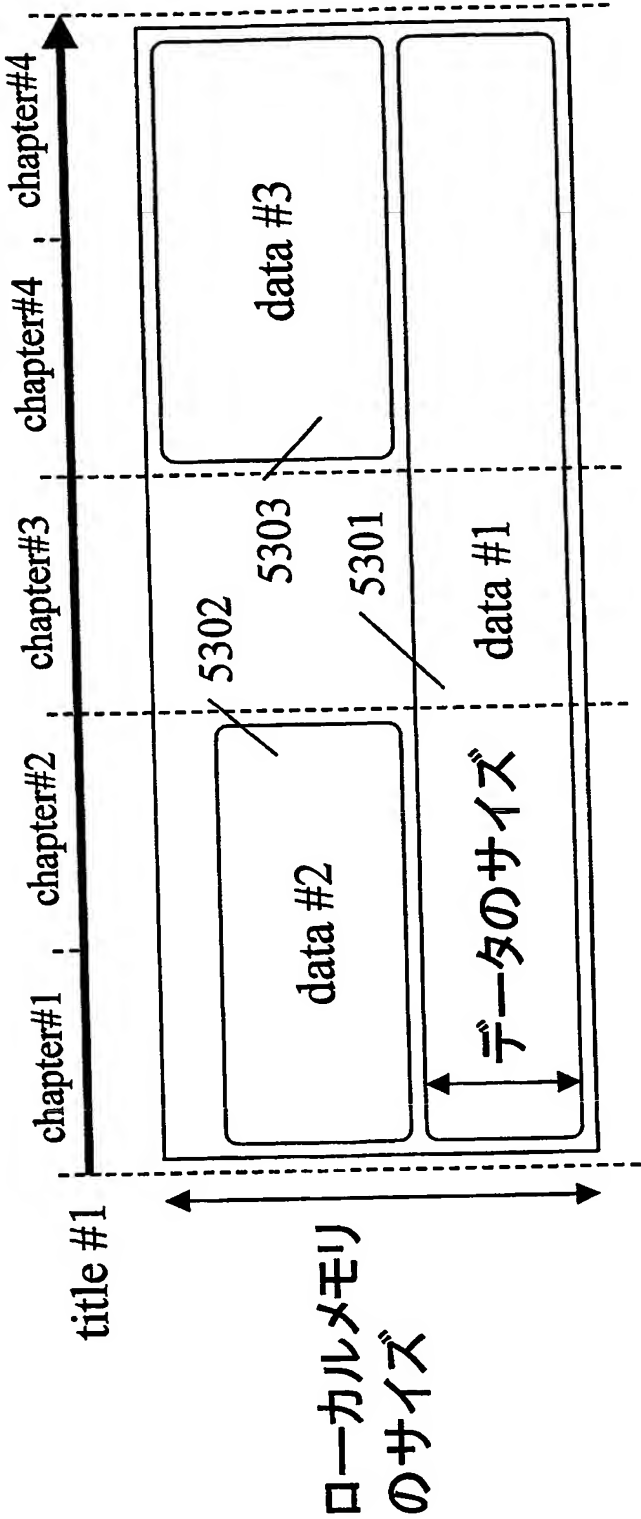 title #1
chapter#1
chapter#2
chapter#3
chapter#4
chapter#4
ローカルメモリ
のサイズ
data #2
5302
5303
5301
data #3
データのサイズ
data #1